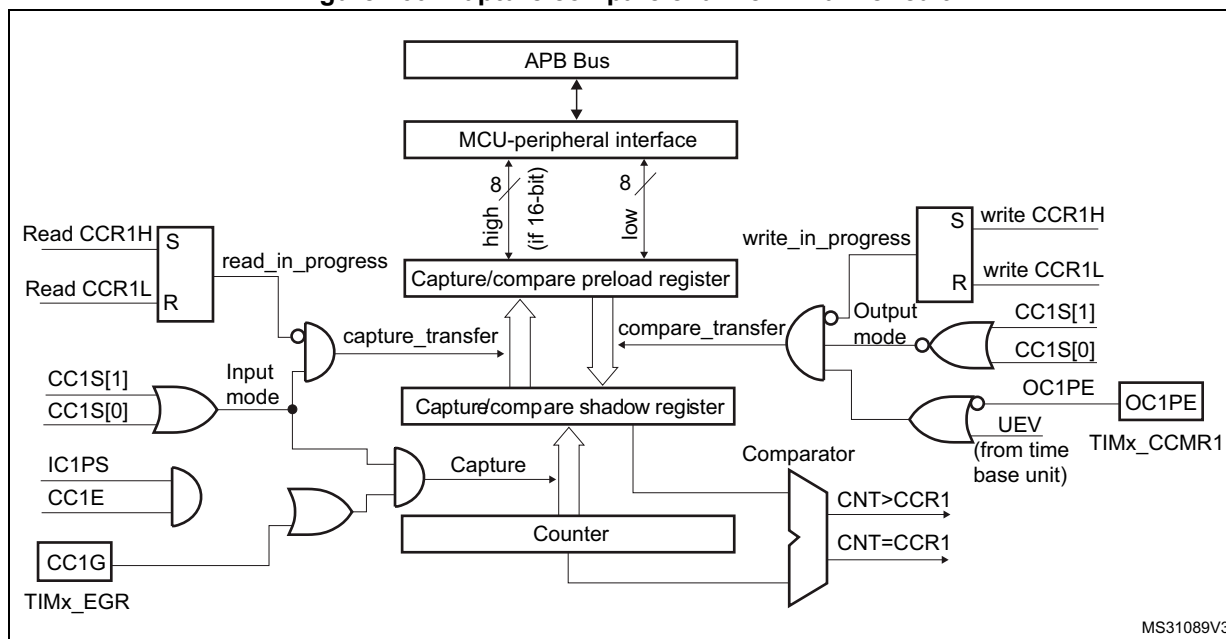 APB Bus
MCU-peripheral interface
8
high
(if 16-bit)
8
low
Read CCR1H
S
read_in_progress
Read CCR1L
R
write CCR1H
S
write_in_progress
write CCR1L
R
Capture/compare preload register
capture_transfer
compare_transfer
Output
mode
CC1S[1]
CC1S[0]
CC1S[1]
CC1S[0]
Input
mode
Capture/compare shadow register
OC1PE
OC1PE
UEV
(from time
base unit)
TIMx_CCMR1
IC1PS
CC1E
Capture
Comparator
CNT>CCR1
Counter
CNT=CCR1
CC1G
TIMx_EGR
MS31089V3